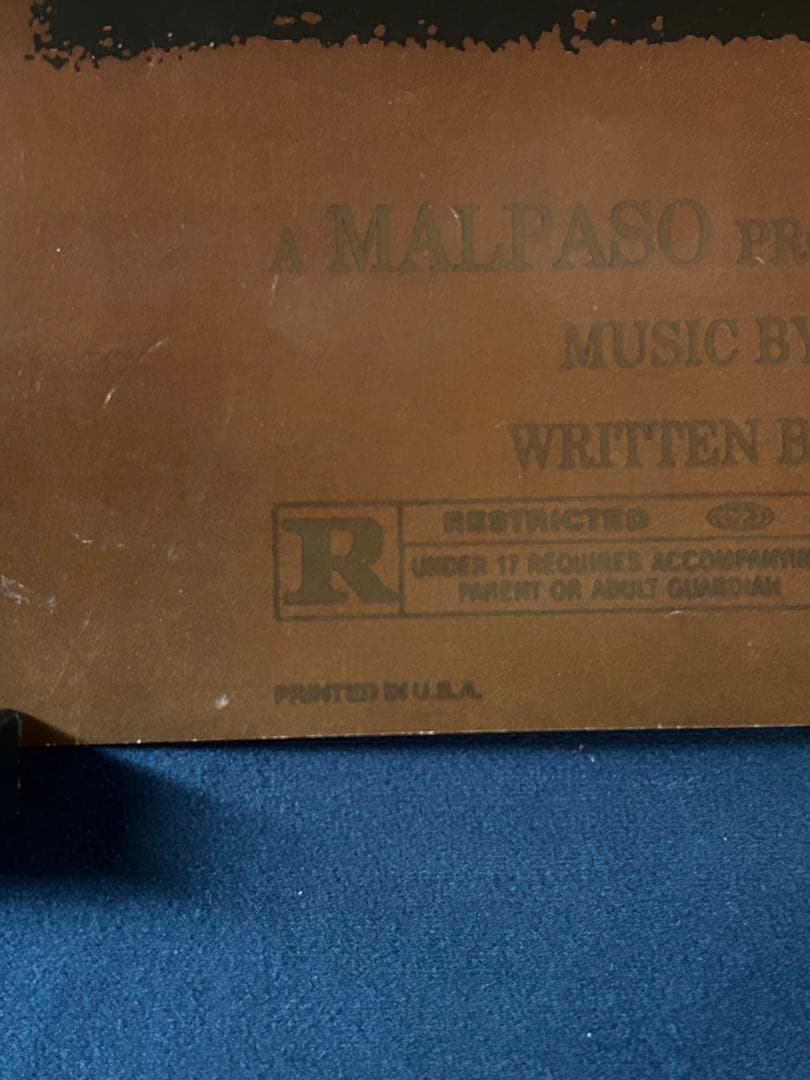 A MALPASO PR
MUSIC BY
WRITTEN B
R RESTRICTED
UNDER 17 REQUIRES ACCOMPANYIN
PARENT OR ADULT GUARDIAN
PRINTED IN U.S.A.